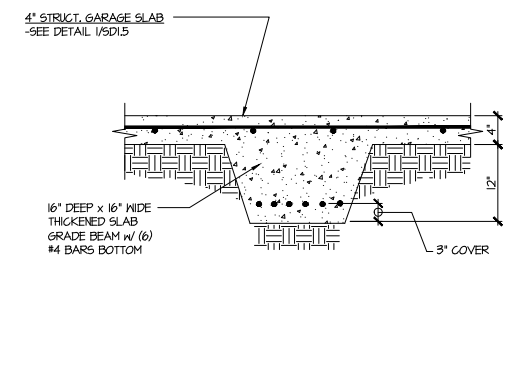 4" STRUCT. GARAGE SLAB
-SEE DETAIL 1/SD1.5
4"
12"
16" DEEP x 16" WIDE
THICKENED SLAB
GRADE BEAM w/ (6)
#4 BARS BOTTOM
3" COVER